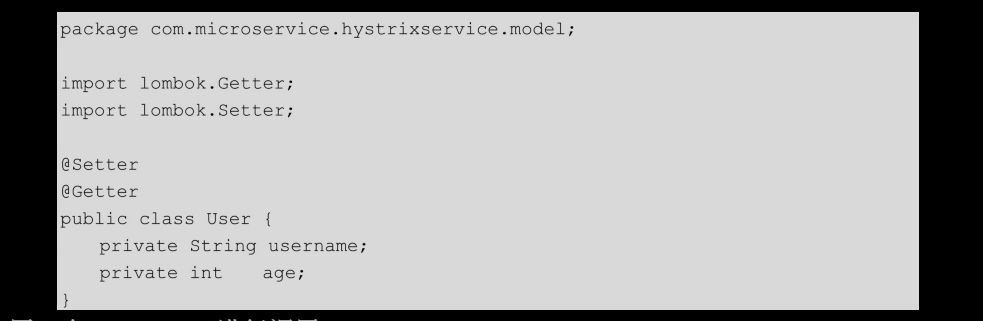 package com.microservice.hystrixservice.model;
import lombok.Getter;
import lombok.Setter;
@Setter
@Getter
public class User {
private String username;
private int age;
}